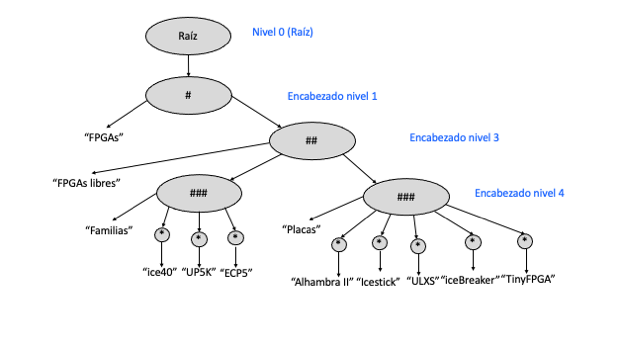 Raíz
Nivel 0 (Raíz)
#
Encabezado nivel 1
“FPGAs”
##
Encabezado nivel 3
“FPGAs libres”
###
###
Encabezado nivel 4
“Familias”
“Placas”
* * * * * * * *
“ice40” “UP5K” “ECP5”
“Alhambra II” “Icestick” “ULXS” “iceBreaker” “TinyFPGA”